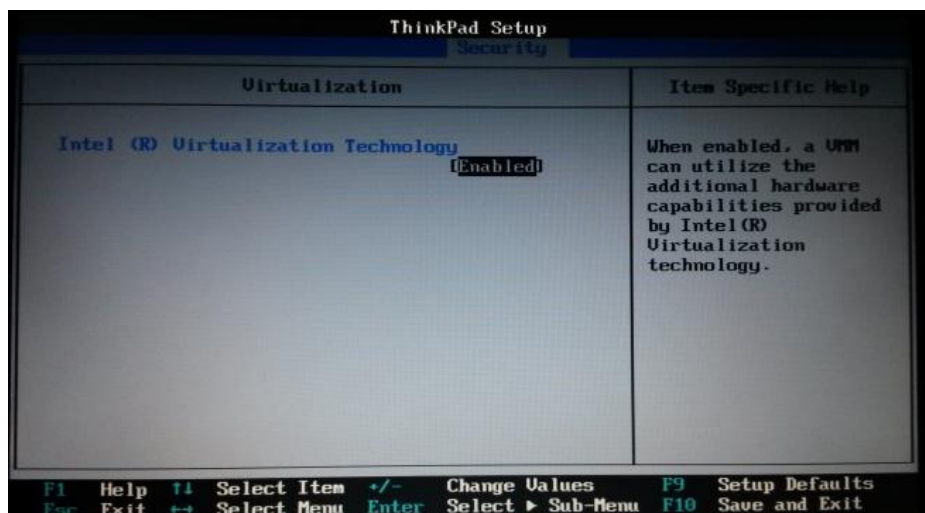 ThinkPad Setup
Security
Virtualization
Item Specific Help
Intel (R) Virtualization Technology
[Enabled]
When enabled, a VMM
can utilize the
additional hardware
capabilities provided
by Intel(R)
Virtualization
technology.
F1 Help ↑↓ Select Item +/- Change Values F9 Setup Defaults
Esc Exit ←→ Select Menu Enter Select ▶ Sub-Menu F10 Save and Exit